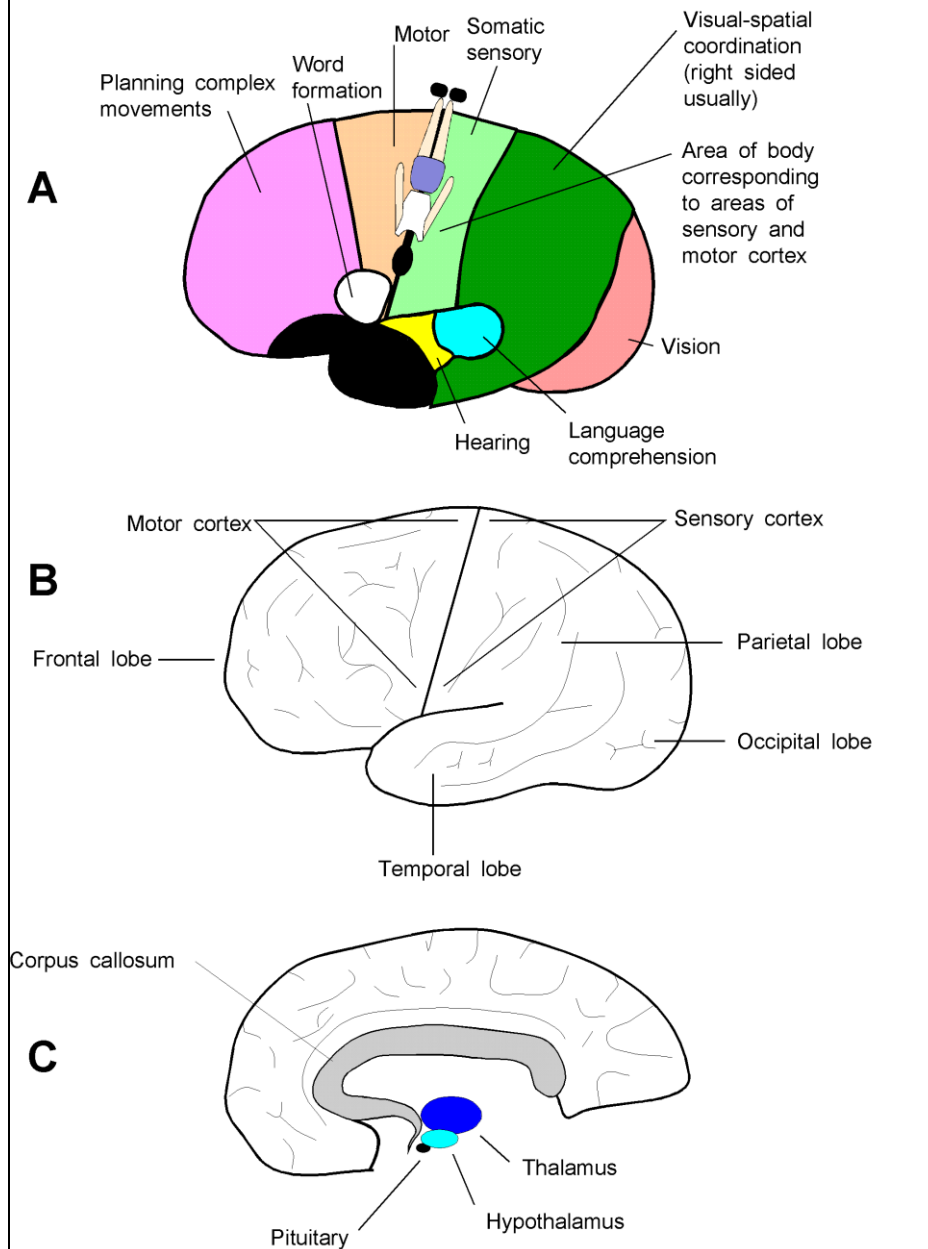 Planning complex
movements
Word
formation
Motor
Somatic
sensory
Visual-spatial
coordination
(right sided
usually)
Area of body
corresponding
to areas of
sensory and
motor cortex
A
Vision
Hearing
Language
comprehension
Motor cortex
Sensory cortex
B
Frontal lobe
Parietal lobe
Occipital lobe
Temporal lobe
Corpus callosum
C
Thalamus
Hypothalamus
Pituitary